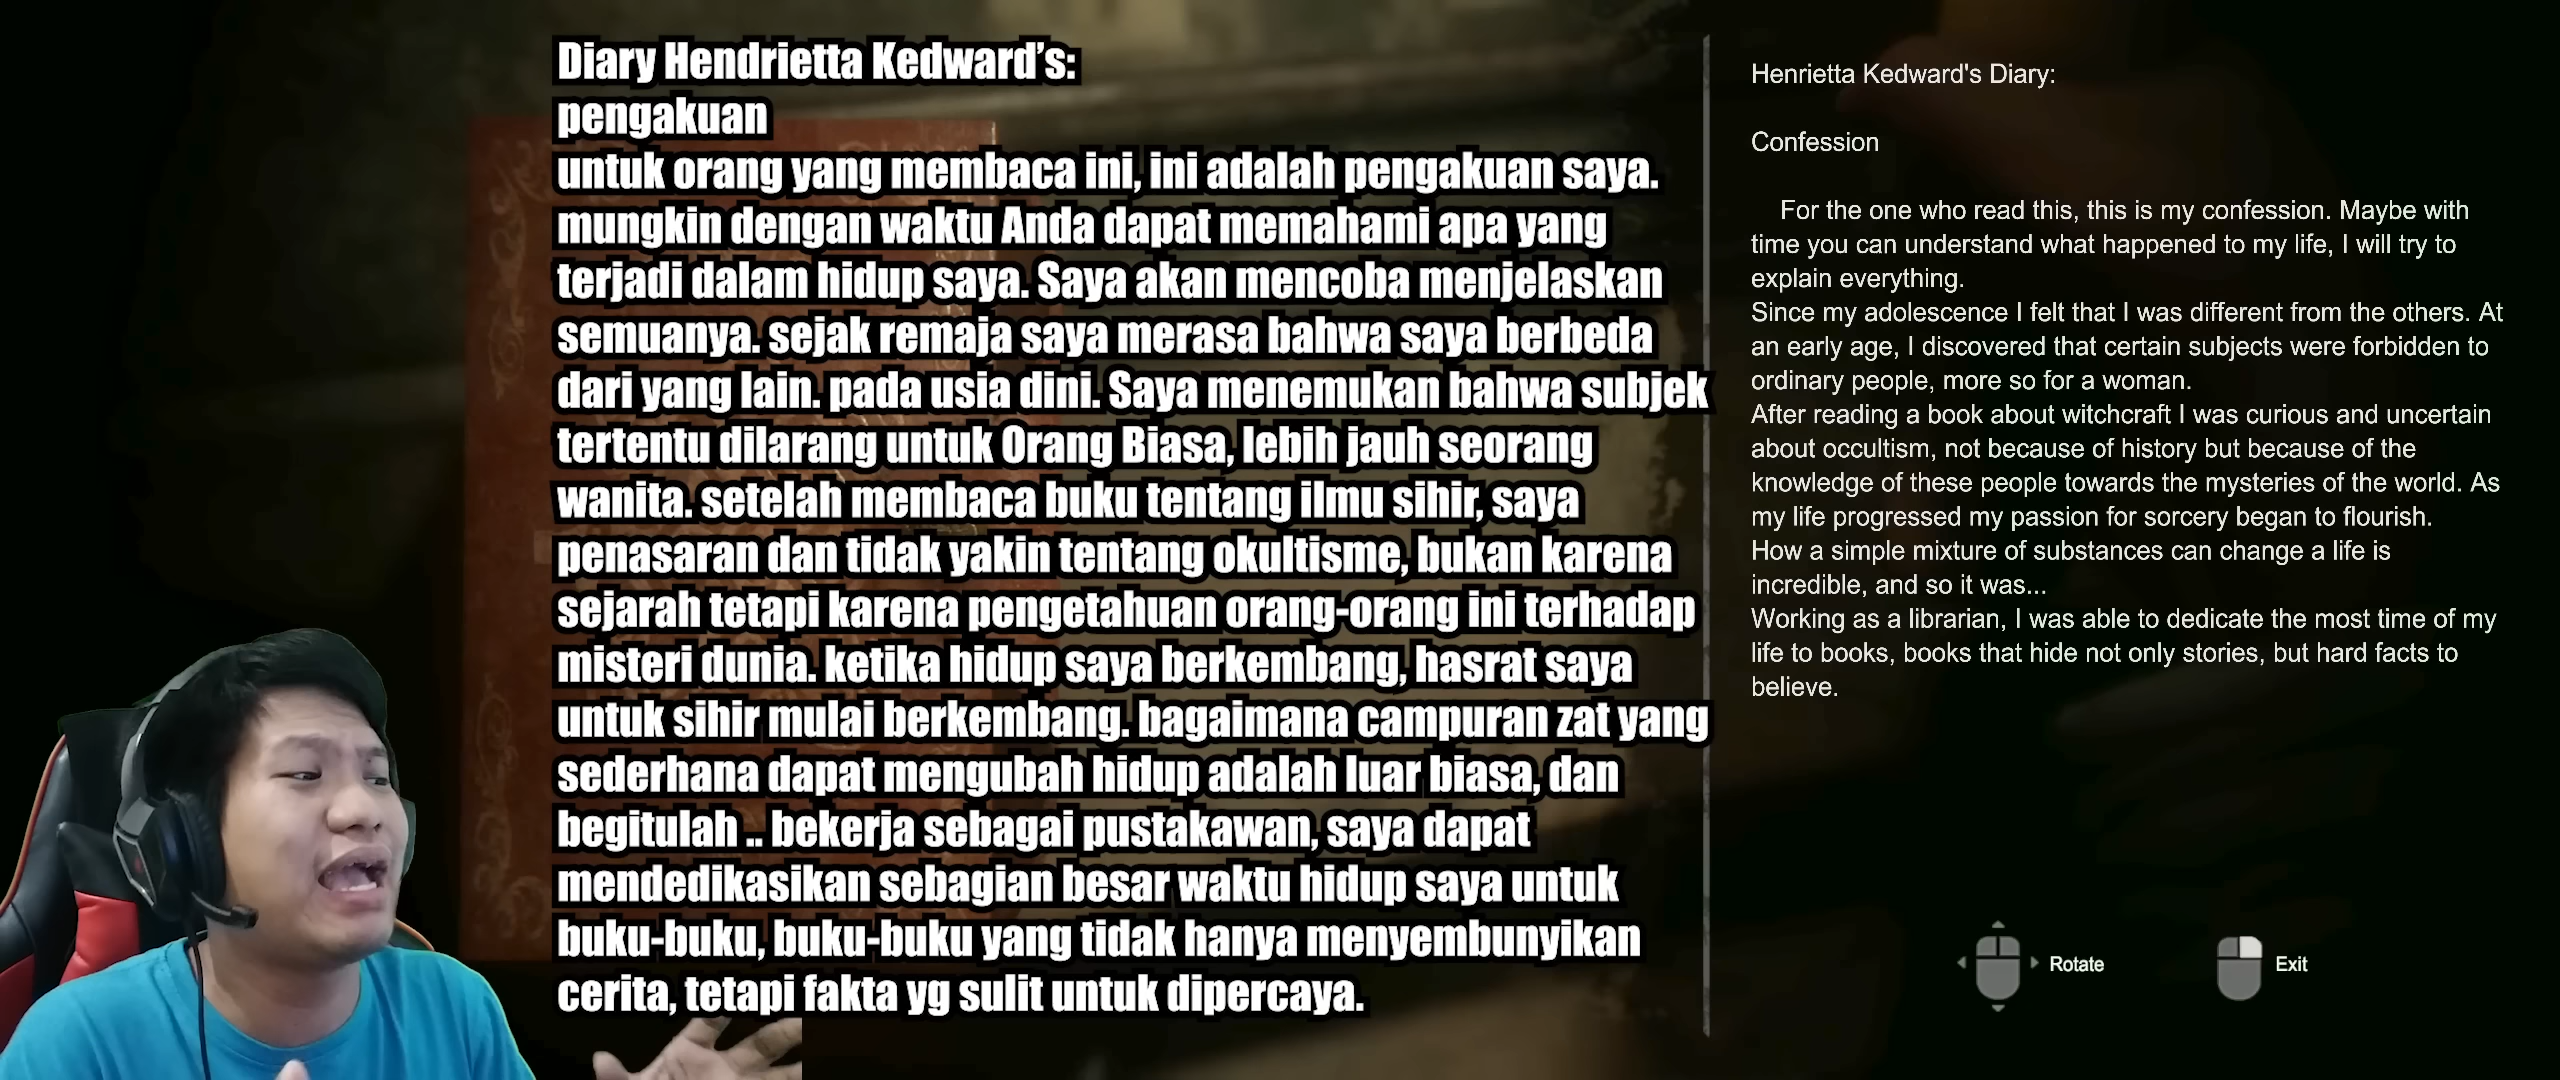 Diary Hendrietta Kedward's:
pengakuan
untuk orang yang membaca ini, ini adalah pengakuan saya.
mungkin dengan waktu Anda dapat memahami apa yang
terjadi dalam hidup saya. Saya akan mencoba menjelaskan
semuanya. sejak remaja saya merasa bahwa saya berbeda
dari yang lain. pada usia dini. Saya menemukan bahwa subjek
tertentu dilarang untuk Orang Biasa, lebih jauh seorang
wanita. setelah membaca buku tentang ilmu sihir, saya
penasaran dan tidak yakin tentang okultisme, bukan karena
sejarah tetapi karena pengetahuan orang-orang ini terhadap
misteri dunia. ketika hidup saya berkembang, hasrat saya
untuk sihir mulai berkembang. bagaimana campuran zat yang
sederhana dapat mengubah hidup adalah luar biasa, dan
begitulah .. bekerja sebagai pustakawan, saya dapat
mendedikasikan sebagian besar waktu hidup saya untuk
buku-buku, buku-buku yang tidak hanya menyembunyikan
cerita, tetapi fakta yg sulit untuk dipercaya.
Henrietta Kedward's Diary:
Confession
For the one who read this, this is my confession. Maybe with
time you can understand what happened to my life, I will try to
explain everything.
Since my adolescence I felt that I was different from the others. At
an early age, I discovered that certain subjects were forbidden to
ordinary people, more so for a woman.
After reading a book about witchcraft I was curious and uncertain
about occultism, not because of history but because of the
knowledge of these people towards the mysteries of the world. As
my life progressed my passion for sorcery began to flourish.
How a simple mixture of substances can change a life is
incredible, and so it was...
Working as a librarian, I was able to dedicate the most time of my
life to books, books that hide not only stories, but hard facts to
believe.
Rotate
Exit